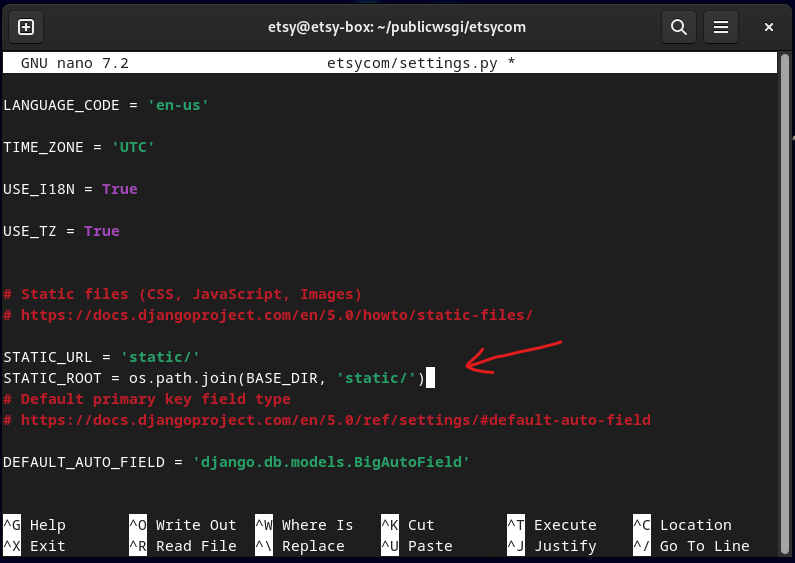 etsy@etsy-box: ~/publicwsgi/etsycom
GNU nano 7.2 etsycom/settings.py *
LANGUAGE_CODE = 'en-us'
TIME_ZONE = 'UTC'
USE_I18N = True
USE_TZ = True
# Static files (CSS, JavaScript, Images)
# https://docs.djangoproject.com/en/5.0/howto/static-files/
STATIC_URL = 'static/'
STATIC_ROOT = os.path.join(BASE_DIR, 'static/')
# Default primary key field type
# https://docs.djangoproject.com/en/5.0/ref/settings/#default-auto-field
DEFAULT_AUTO_FIELD = 'django.db.models.BigAutoField'
^G Help ^O Write Out ^W Where Is ^K Cut ^T Execute ^C Location
^X Exit ^R Read File ^\ Replace ^U Paste ^J Justify ^/ Go To Line